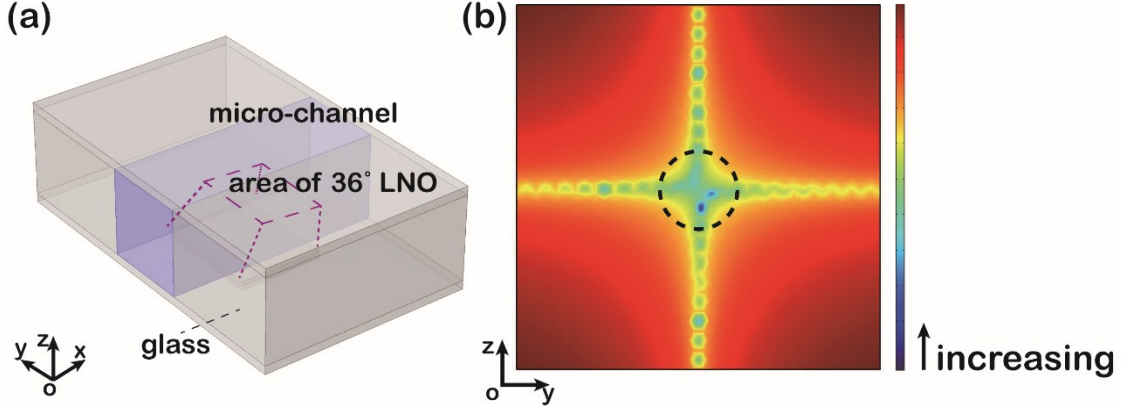 (a)
micro-channel
area of 36° LNO
glass
z
y
x
o
(b)
z
o
y
increasing